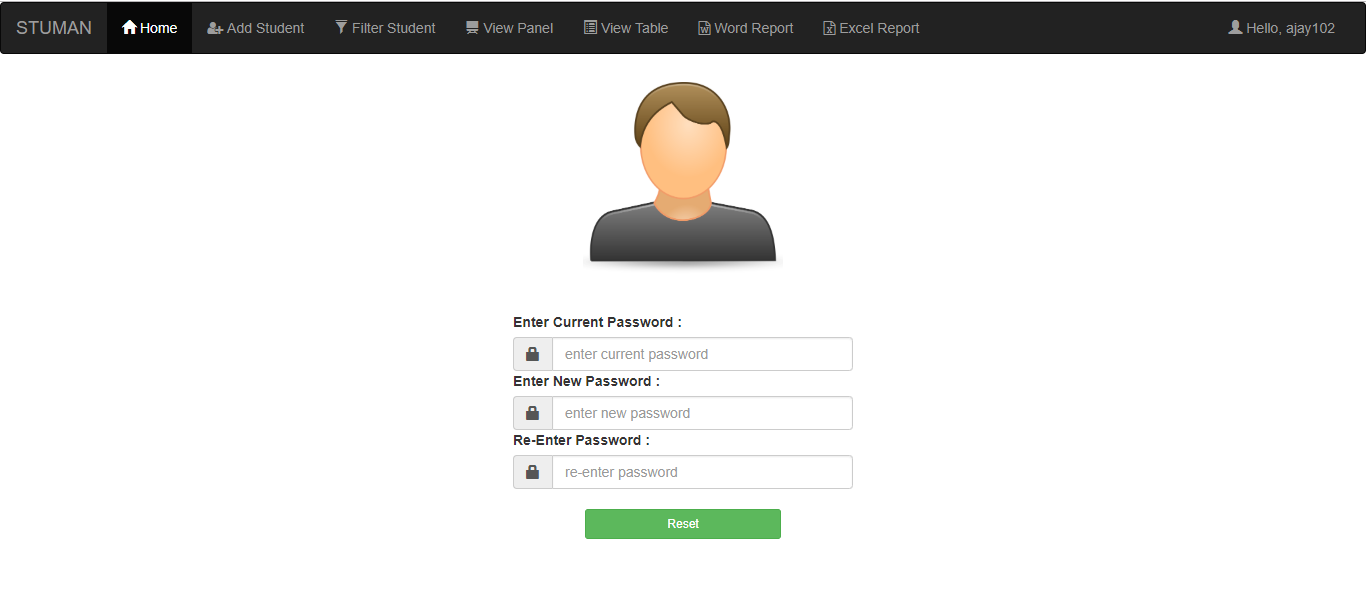 STUMAN Home Add Student Filter Student View Panel View Table Word Report Excel Report Hello, ajay102
Enter Current Password :
enter current password
Enter New Password :
enter new password
Re-Enter Password :
re-enter password
Reset